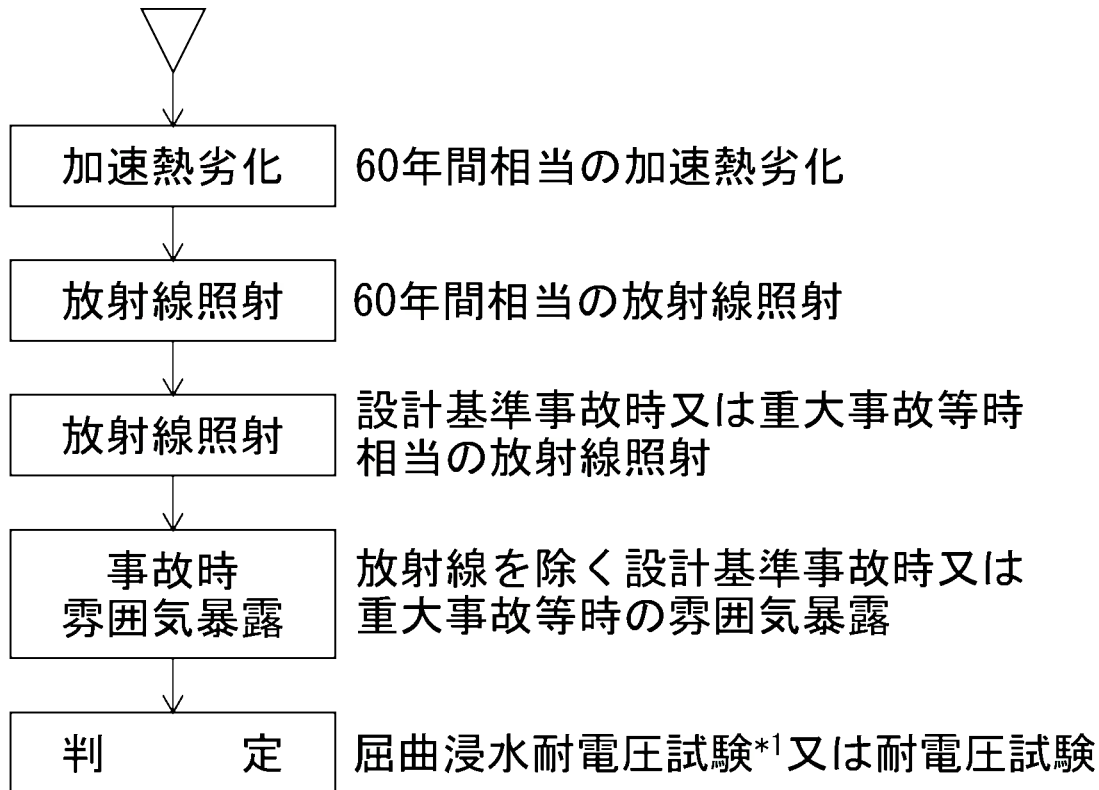 加速熱劣化 60年間相当の加速熱劣化
放射線照射 60年間相当の放射線照射
放射線照射
設計基準事故時又は重大事故等時
相当の放射線照射
事故時
雰囲気暴露
放射線を除く設計基準事故時又は
重大事故等時の雰囲気暴露
判 定 屈曲浸水耐電圧試験*1又は耐電圧試験